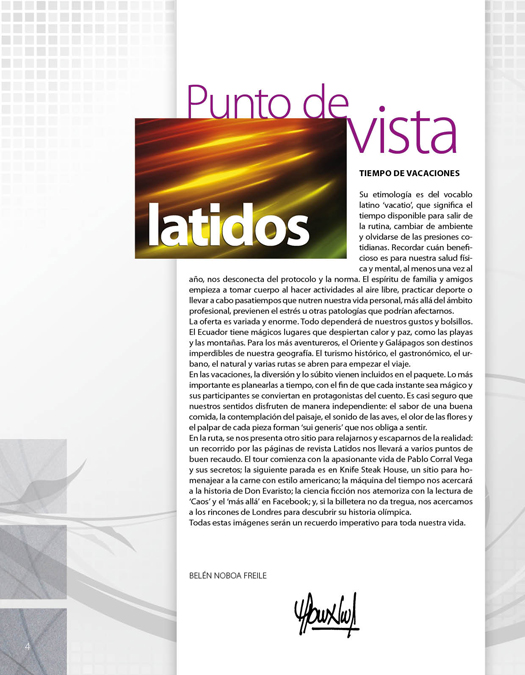 Punto de
vista
latidos
TIEMPO DE VACACIONES
Su etimología es del vocablo
latino 'vacatio', que significa el
tiempo disponible para salir de
la rutina, cambiar de ambiente
y olvidarse de las presiones co-
tidianas. Recordar cuán benefi-
cioso es para nuestra salud físi-
ca y mental, al menos una vez al
año, nos desconecta del protocolo y la norma. El espíritu de familia y amigos
empieza a tomar cuerpo al hacer actividades al aire libre, practicar deporte o
llevar a cabo pasatiempos que nutren nuestra vida personal, más allá del ámbito
profesional, previenen el estrés u otras patologías que podrían afectarnos.
La oferta es variada y enorme. Todo dependerá de nuestros gustos y bolsillos.
El Ecuador tiene mágicos lugares que despiertan calor y paz, como las playas
y las montañas. Para los más aventureros, el Oriente y Galápagos son destinos
imperdibles de nuestra geografía. El turismo histórico, el gastronómico, el ur-
bano, el natural y varias rutas se abren para empezar el viaje.
En las vacaciones, la diversión y lo súbito vienen incluidos en el paquete. Lo más
importante es planearlas a tiempo, con el fin de que cada instante sea mágico y
sus participantes se conviertan en protagonistas del cuento. Es casi seguro que
nuestros sentidos disfruten de manera independiente: el sabor de una buena
comida, la contemplación del paisaje, el sonido de las aves, el olor de las flores y
el palpar de cada pieza forman 'sui generis' que nos obliga a sentir.
En la ruta, se nos presenta otro sitio para relajarnos y escaparnos de la realidad:
un recorrido por las páginas de revista Latidos nos llevará a varios puntos de
buen recaudo. El tour comienza con la apasionante vida de Pablo Corral Vega
y sus secretos; la siguiente parada es en Knife Steak House, un sitio para ho-
menajear a la carne con estilo americano; la máquina del tiempo nos acercará
a la historia de Don Evaristo; la ciencia ficción nos atemoriza con la lectura de
'Caos' y el 'más allá' en Facebook; y, si la billetera no da tregua, nos acercamos
a los rincones de Londres para descubrir su historia olímpica.
Todas estas imágenes serán un recuerdo imperativo para toda nuestra vida.
BELÉN NOBOA FREILE
4